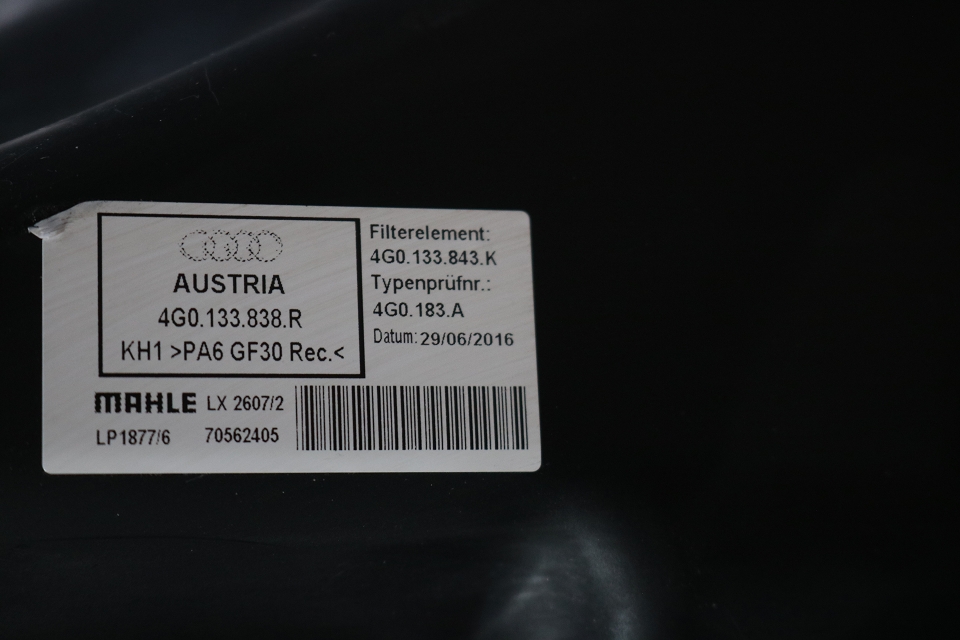 AUSTRIA
4G0.133.838.R
KH1 >PA6 GF30 Rec.<
Filterelement:
4G0.133.843.K
Typenprüfnr.:
4G0.183.A
Datum: 29/06/2016
MAHLE LX 2607/2
LP1877/6 70562405